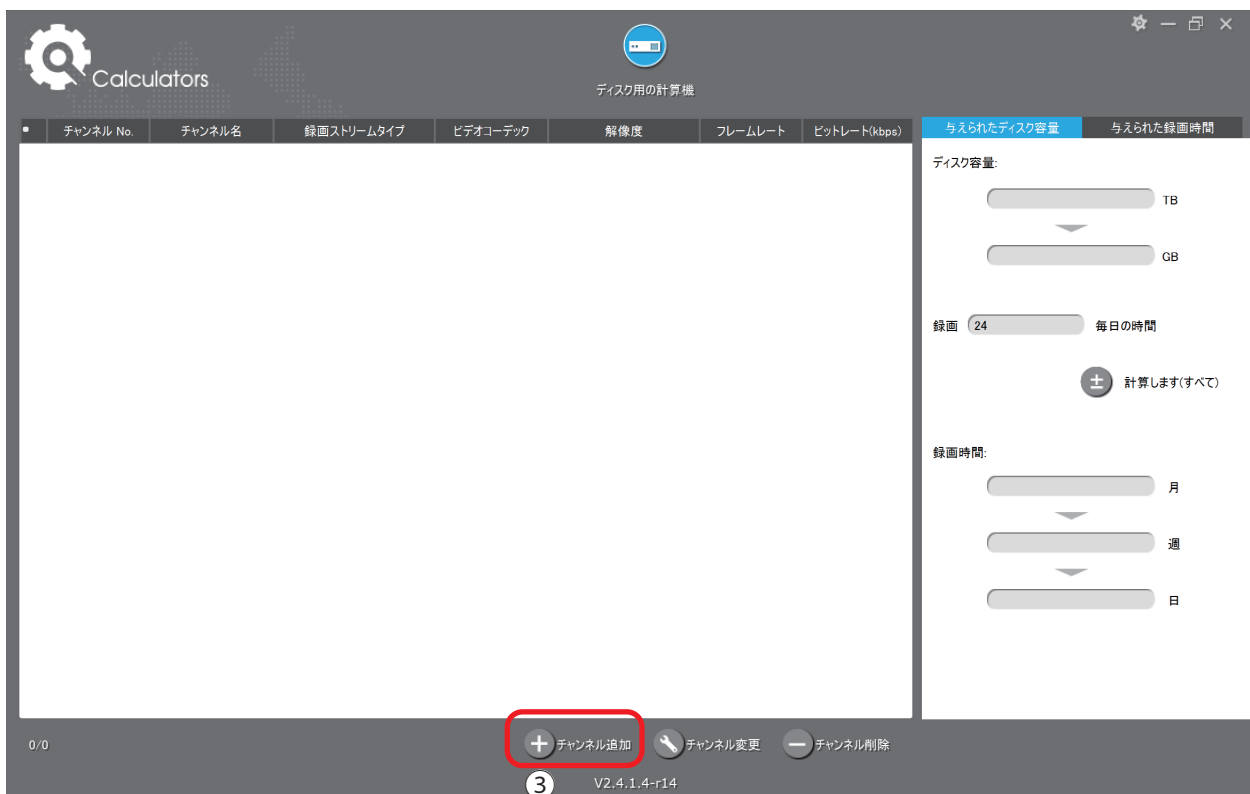 Calculators
ディスク用の計算機
チャンネル No. チャンネル名 録画ストリームタイプ ビデオコーデック 解像度 フレームレート ビットレート(kbps)
与えられたディスク容量 与えられた録画時間
ディスク容量:
TB
GB
録画 24 毎日の時間
± 計算します(すべて)
録画時間:
月
週
日
0/0
チャンネル追加 チャンネル変更 チャンネル削除
③ V2.4.1.4-r14